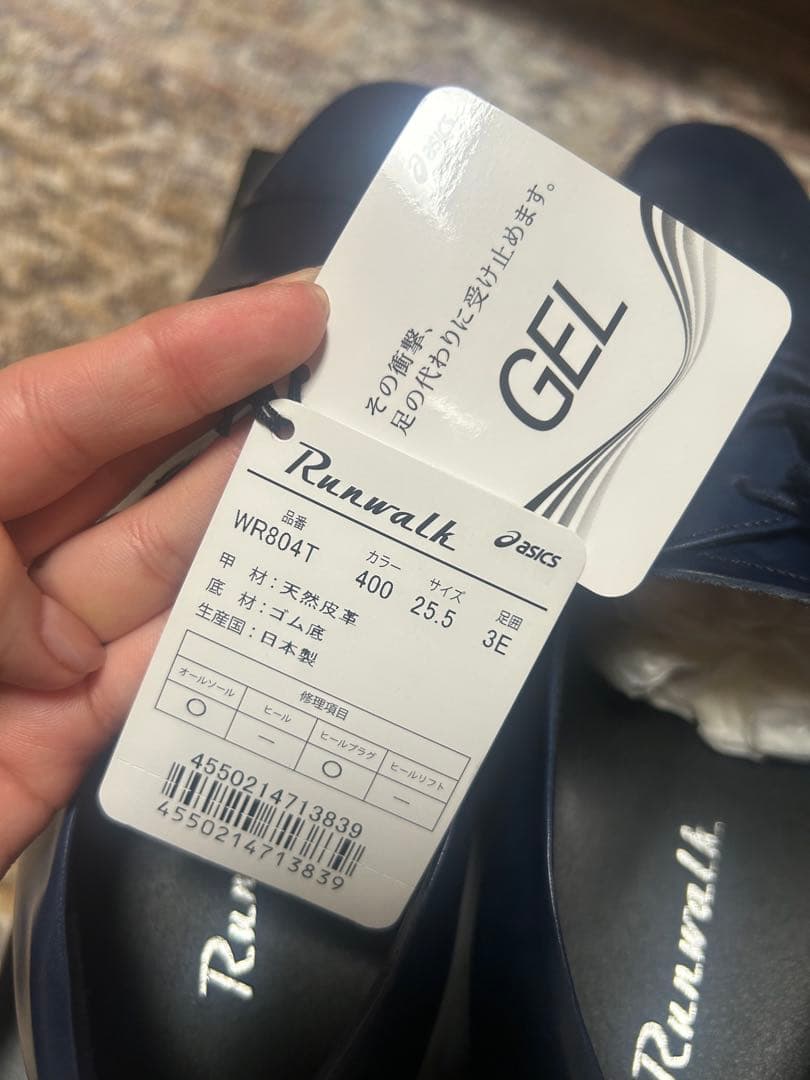 asics
その衝撃、
足の代わりに受け止めます。
GEL
Runwalk
asics
品番 カラー サイズ 足囲
WR804T 400 25.5 3E
甲 材：天然皮革
底 材：ゴム底
生産国：日本製
修理項目
オールソール ヒール ヒールプラグ ヒールリフト
○ － ○ －
4550214713839
4550214713839
Run
Runwalk